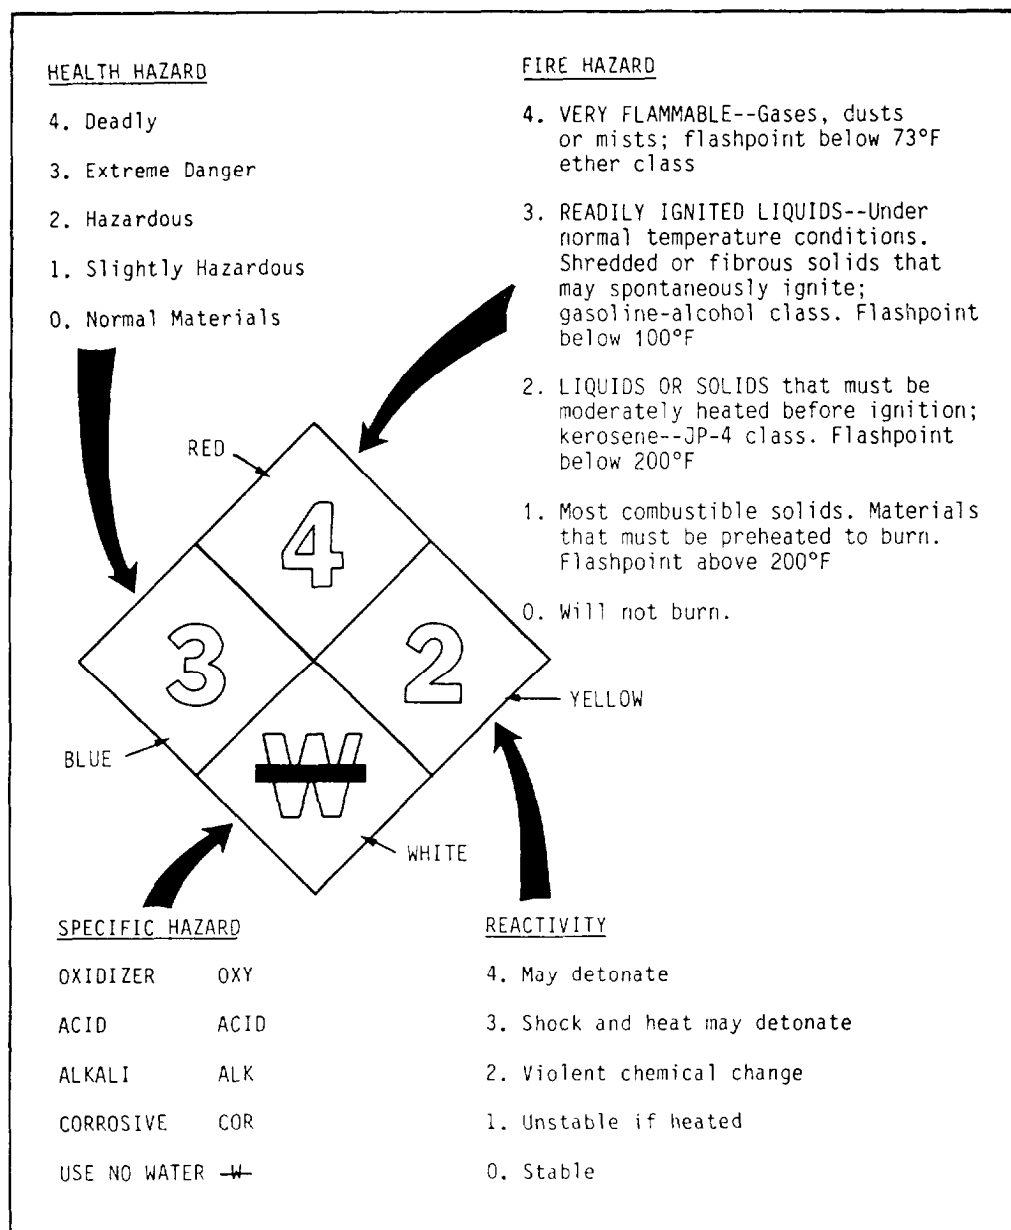 HEALTH HAZARD
4. Deadly
3. Extreme Danger
2. Hazardous
1. Slightly Hazardous
0. Normal Materials
FIRE HAZARD
4. VERY FLAMMABLE--Gases, dusts
or mists; flashpoint below 73°F
ether class
3. READILY IGNITED LIQUIDS--Under
normal temperature conditions.
Shredded or fibrous solids that
may spontaneously ignite;
gasoline-alcohol class. Flashpoint
below 100°F
2. LIQUIDS OR SOLIDS that must be
moderately heated before ignition;
kerosene--JP-4 class. Flashpoint
below 200°F
1. Most combustible solids. Materials
that must be preheated to burn.
Flashpoint above 200°F
0. Will not burn.
RED
4
3
2
YELLOW
BLUE
W
WHITE
SPECIFIC HAZARD
OXIDIZER OXY
ACID ACID
ALKALI ALK
CORROSIVE COR
USE NO WATER W
REACTIVITY
4. May detonate
3. Shock and heat may detonate
2. Violent chemical change
1. Unstable if heated
0. Stable